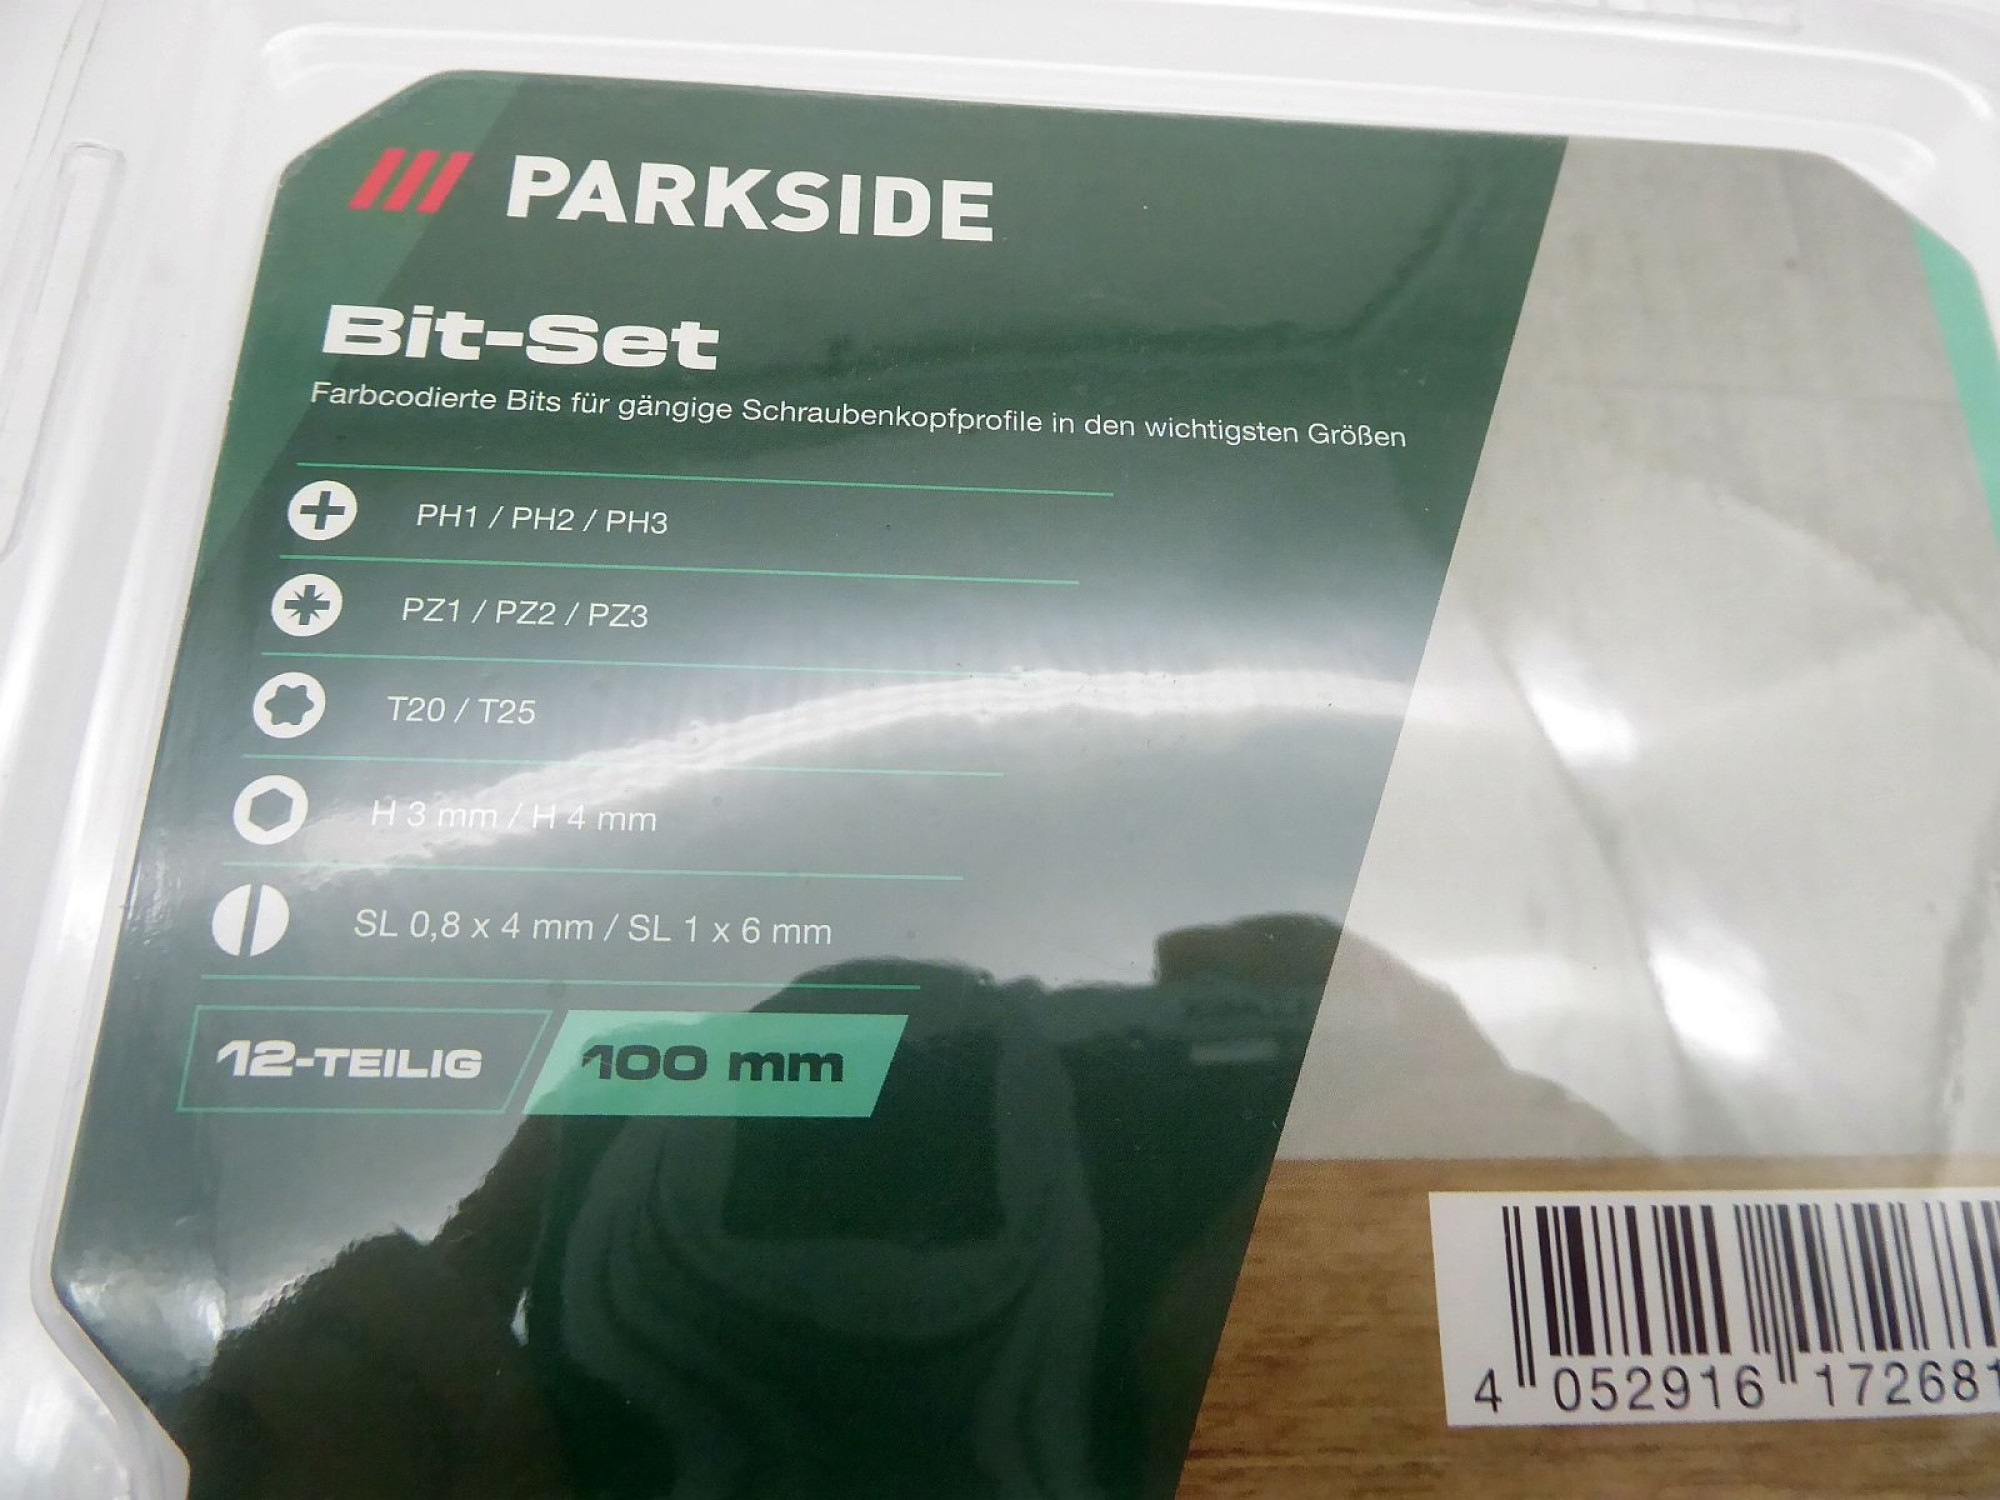 PARKSIDE
Bit-Set
Farbcodierte Bits für gängige Schraubenkopfprofile in den wichtigsten Größen
PH1 / PH2 / PH3
PZ1 / PZ2 / PZ3
T20 / T25
H 3 mm / H 4 mm
SL 0,8 x 4 mm / SL 1 x 6 mm
12-TEILIG 100 mm
4 052916 172681